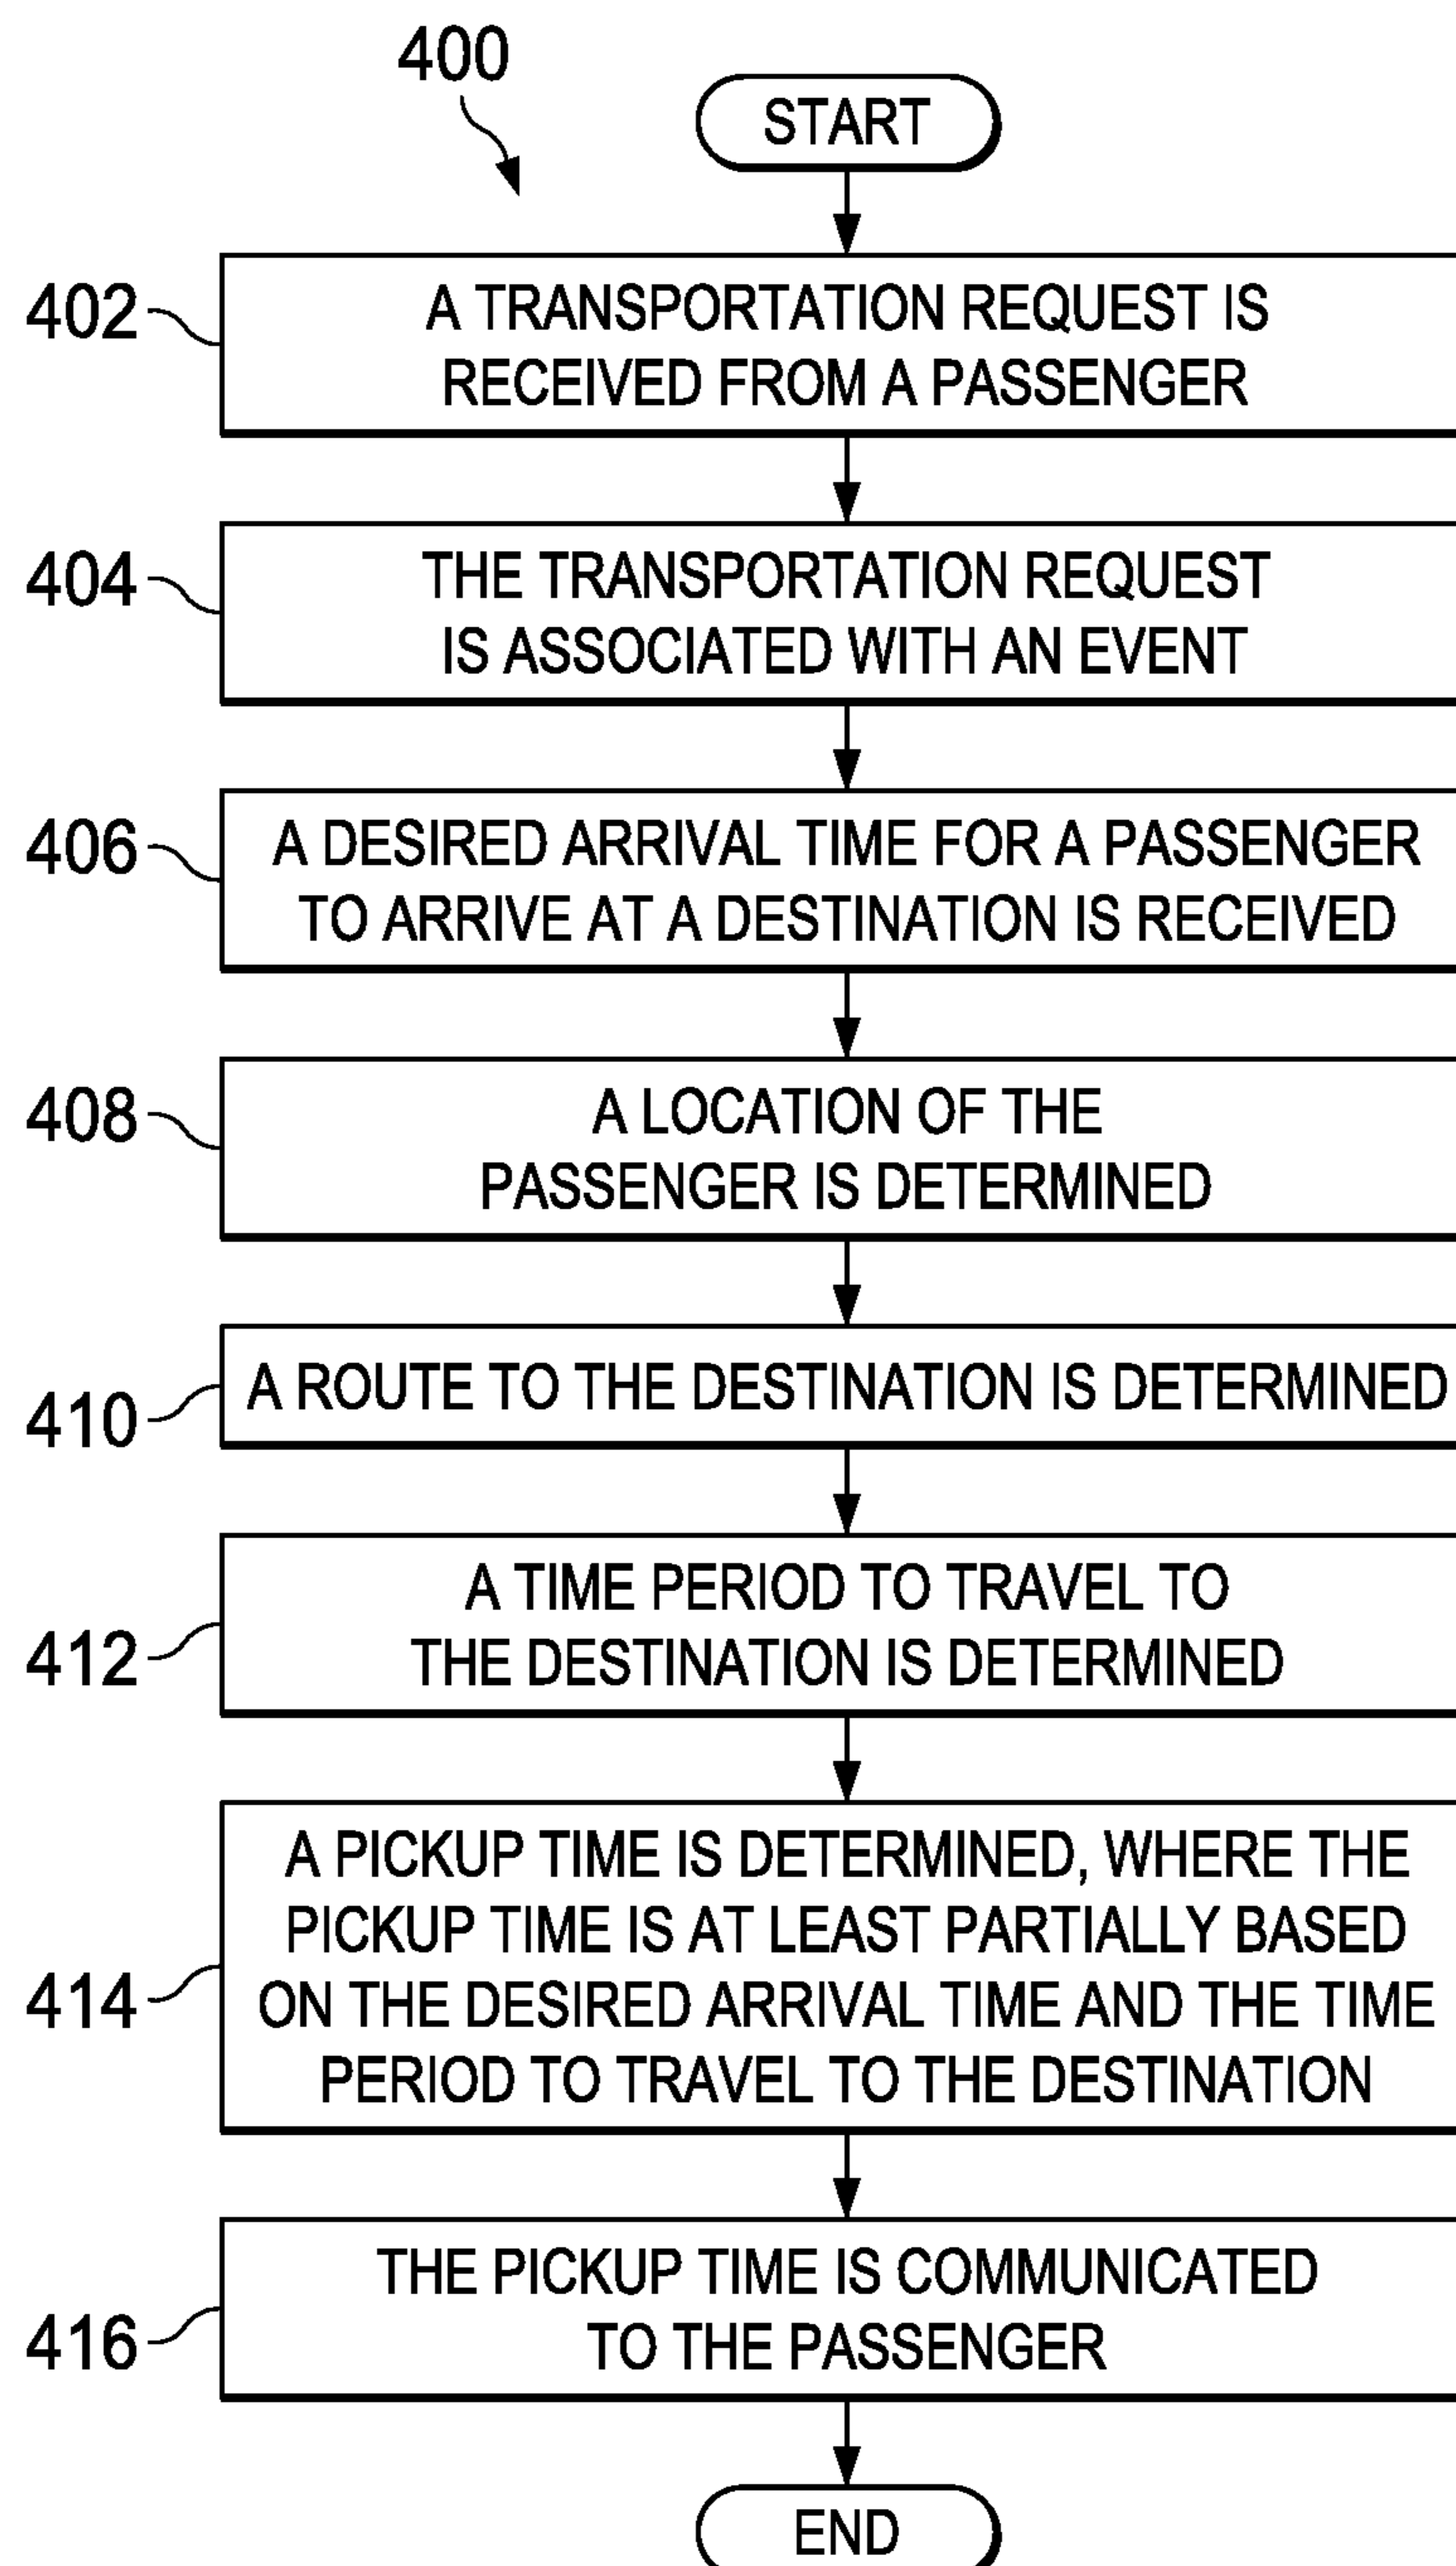 400
START
402
A TRANSPORTATION REQUEST IS
RECEIVED FROM A PASSENGER
404
THE TRANSPORTATION REQUEST
IS ASSOCIATED WITH AN EVENT
406
A DESIRED ARRIVAL TIME FOR A PASSENGER
TO ARRIVE AT A DESTINATION IS RECEIVED
408
A LOCATION OF THE
PASSENGER IS DETERMINED
410
A ROUTE TO THE DESTINATION IS DETERMINED
412
A TIME PERIOD TO TRAVEL TO
THE DESTINATION IS DETERMINED
414
A PICKUP TIME IS DETERMINED, WHERE THE
PICKUP TIME IS AT LEAST PARTIALLY BASED
ON THE DESIRED ARRIVAL TIME AND THE TIME
PERIOD TO TRAVEL TO THE DESTINATION
416
THE PICKUP TIME IS COMMUNICATED
TO THE PASSENGER
END